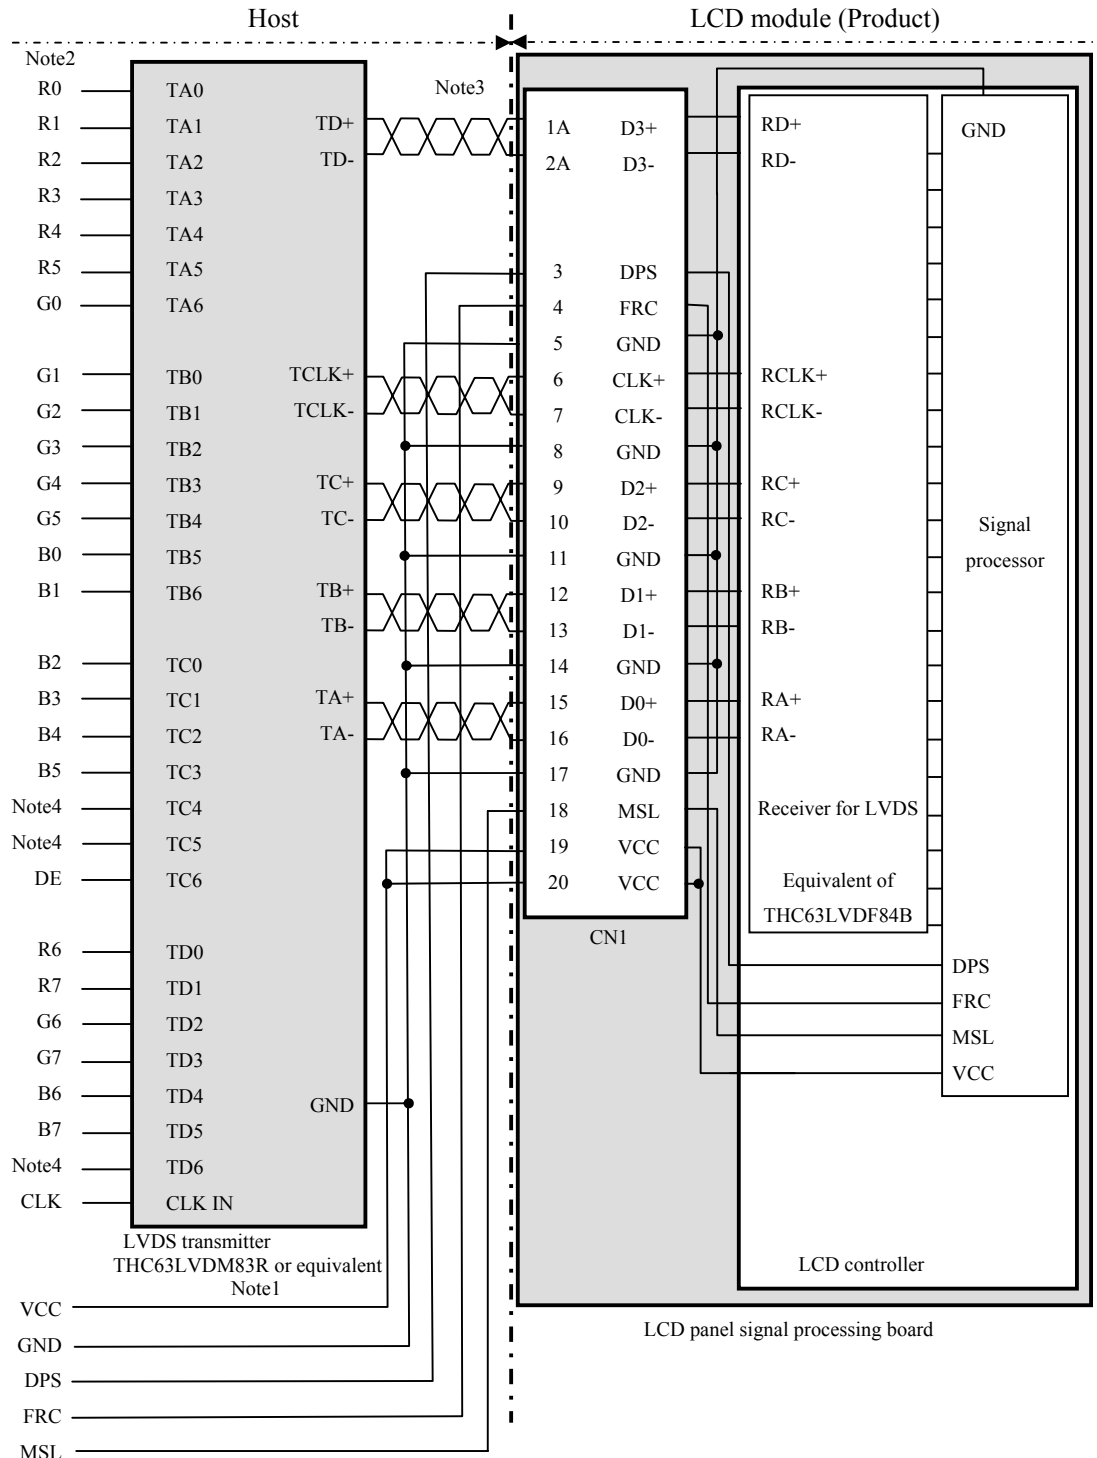 Host
LCD module (Product)
Note2
R0 TA0
Note3
R1 TA1 TD+ 1A D3+ RD+ GND
R2 TA2 TD- 2A D3- RD-
R3 TA3
R4 TA4
R5 TA5 3 DPS
G0 TA6 4 FRC
5 GND
G1 TB0 TCLK+ 6 CLK+ RCLK+
G2 TB1 TCLK- 7 CLK- RCLK-
G3 TB2 8 GND
G4 TB3 TC+ 9 D2+ RC+
G5 TB4 TC- 10 D2- RC- Signal
B0 TB5 11 GND processor
B1 TB6 TB+ 12 D1+ RB+
TB- 13 D1- RB-
B2 TC0 14 GND
B3 TC1 TA+ 15 D0+ RA+
B4 TC2 TA- 16 D0- RA-
B5 TC3 17 GND
Note4 TC4 18 MSL Receiver for LVDS
Note4 TC5 19 VCC
DE TC6 20 VCC Equivalent of
THC63LVDF84B
CN1
R6 TD0 DPS
R7 TD1 FRC
G6 TD2 MSL
G7 TD3 VCC
B6 TD4 GND
B7 TD5
Note4 TD6
CLK CLK IN
LVDS transmitter
THC63LVDM83R or equivalent
Note1
LCD controller
VCC
LCD panel signal processing board
GND
DPS
FRC
MSL